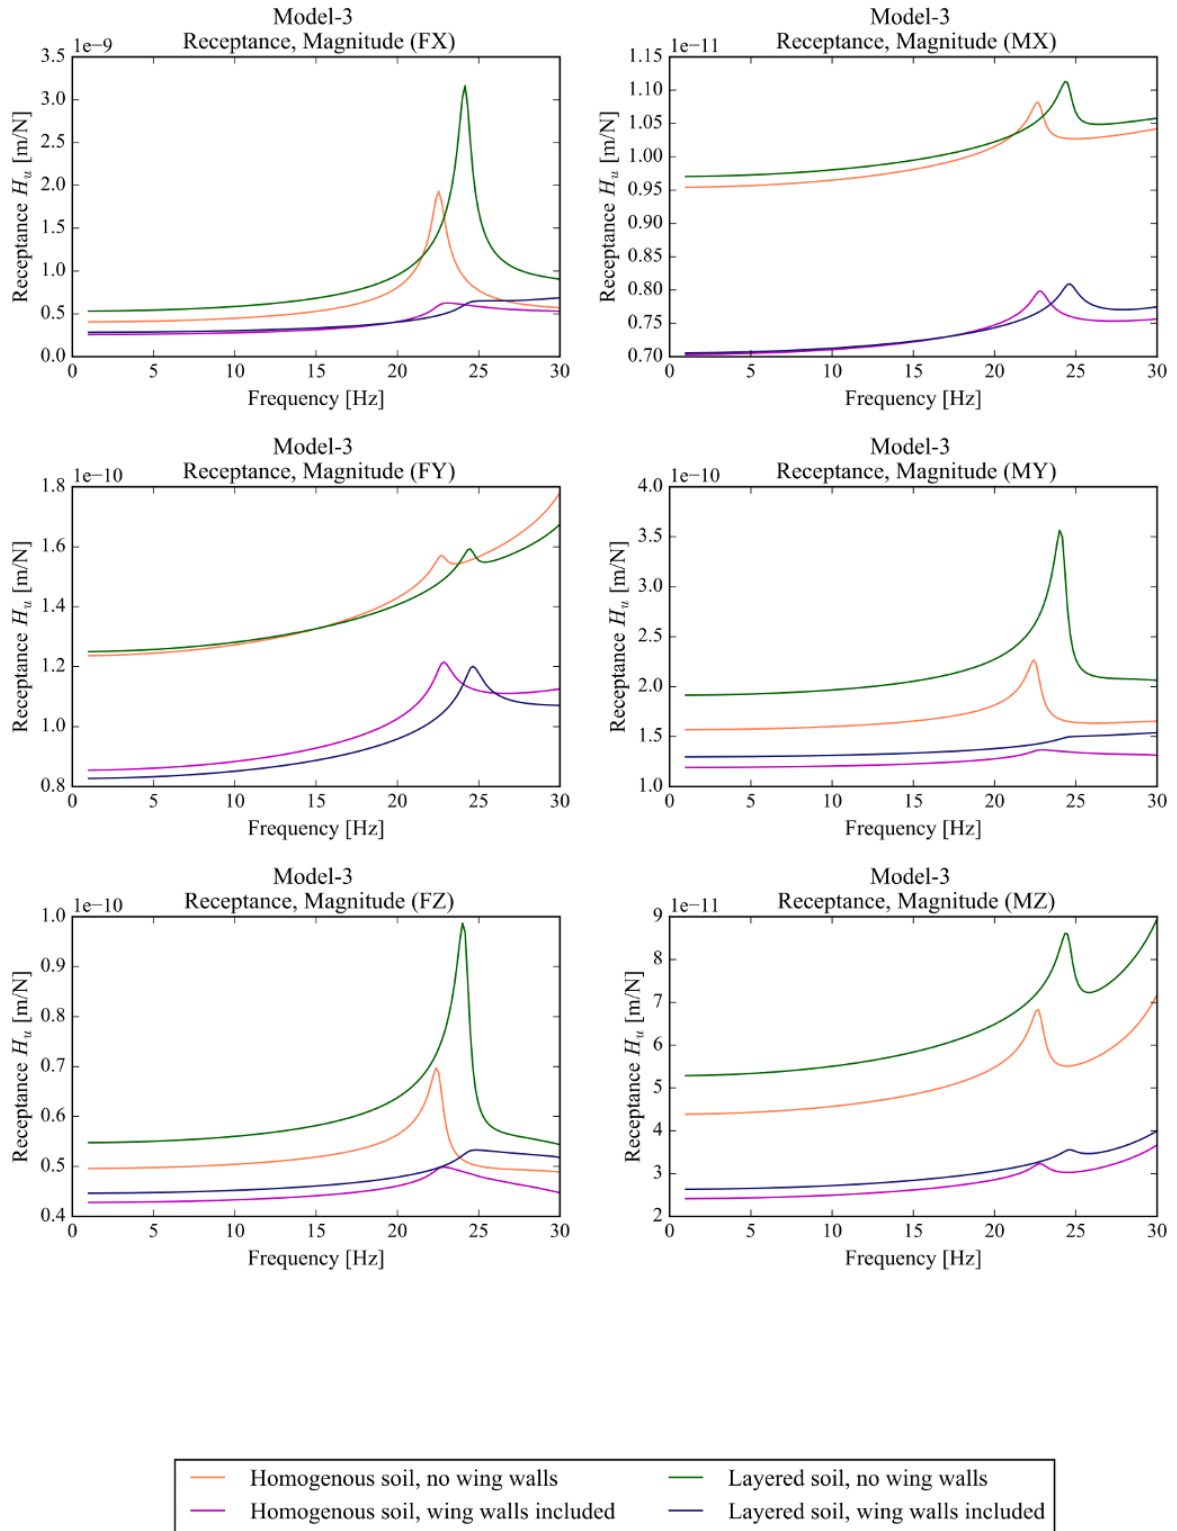 Model-3
Receptance, Magnitude (FX)
1e−9
3.5
3.0
2.5
2.0
1.5
1.0
0.5
0.0
Receptance H_u [m/N]
0 5 10 15 20 25 30
Frequency [Hz]
Model-3
Receptance, Magnitude (MX)
1e−11
1.15
1.10
1.05
1.00
0.95
0.90
0.85
0.80
0.75
0.70
Receptance H_u [m/N]
0 5 10 15 20 25 30
Frequency [Hz]
Model-3
Receptance, Magnitude (FY)
1e−10
1.8
1.6
1.4
1.2
1.0
0.8
Receptance H_u [m/N]
0 5 10 15 20 25 30
Frequency [Hz]
Model-3
Receptance, Magnitude (MY)
1e−10
4.0
3.5
3.0
2.5
2.0
1.5
1.0
Receptance H_u [m/N]
0 5 10 15 20 25 30
Frequency [Hz]
Model-3
Receptance, Magnitude (FZ)
1e−10
1.0
0.9
0.8
0.7
0.6
0.5
0.4
Receptance H_u [m/N]
0 5 10 15 20 25 30
Frequency [Hz]
Model-3
Receptance, Magnitude (MZ)
1e−11
9
8
7
6
5
4
3
2
Receptance H_u [m/N]
0 5 10 15 20 25 30
Frequency [Hz]
Homogenous soil, no wing walls
Homogenous soil, wing walls included
Layered soil, no wing walls
Layered soil, wing walls included